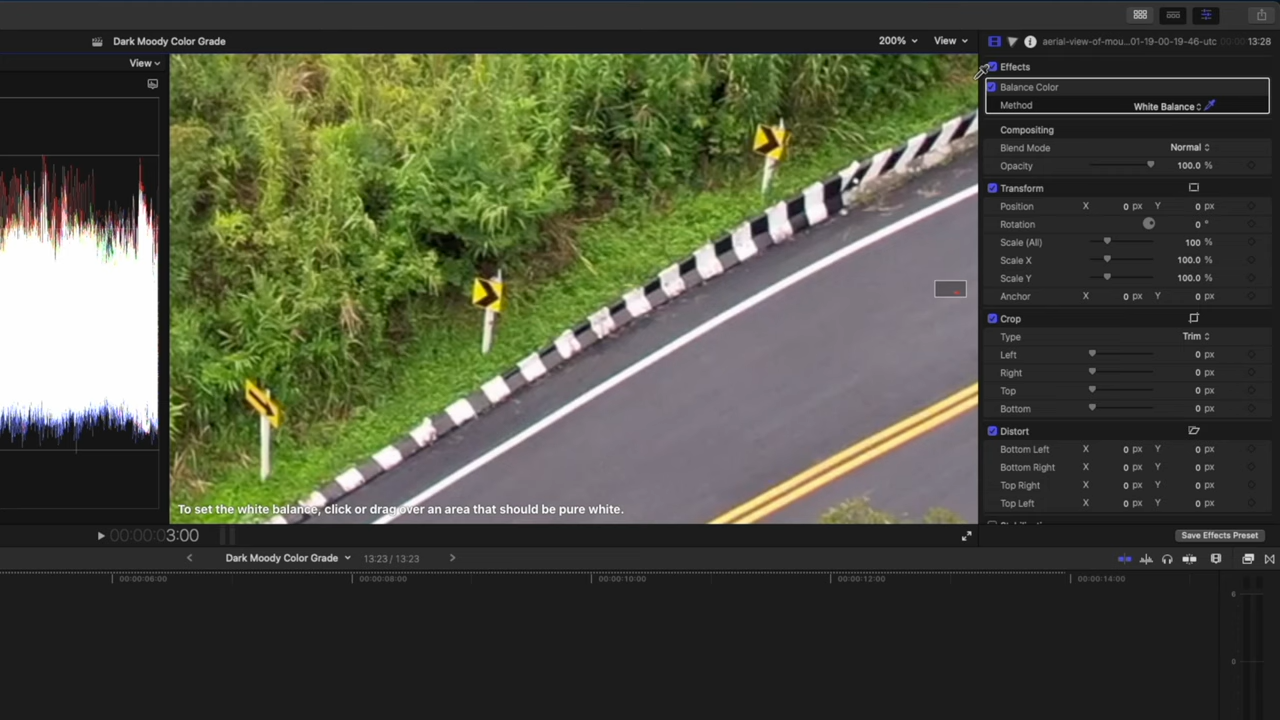 Dark Moody Color Grade
200%
View
aerial-view-of-mou...01-19-00-19-46-utc
00:00 13:28
View
Effects
Balance Color
Method
White Balance
Compositing
Blend Mode
Normal
Opacity
100.0 %
Transform
Position
X
0 px
Y
0 px
Rotation
0 °
Scale (All)
100 %
Scale X
100.0 %
Scale Y
100.0 %
Anchor
X
0 px
Y
0 px
Crop
Type
Trim
Left
0 px
Right
0 px
Top
0 px
Bottom
0 px
Distort
Bottom Left
X
0 px
Y
0 px
Bottom Right
X
0 px
Y
0 px
Top Right
X
0 px
Y
0 px
Top Left
X
0 px
Y
0 px
To set the white balance, click or drag over an area that should be pure white.
00:00:03:00
Save Effects Preset
Dark Moody Color Grade
13:23 / 13:23
00:00:06:00
00:00:08:00
00:00:10:00
00:00:12:00
00:00:14:00
6
0